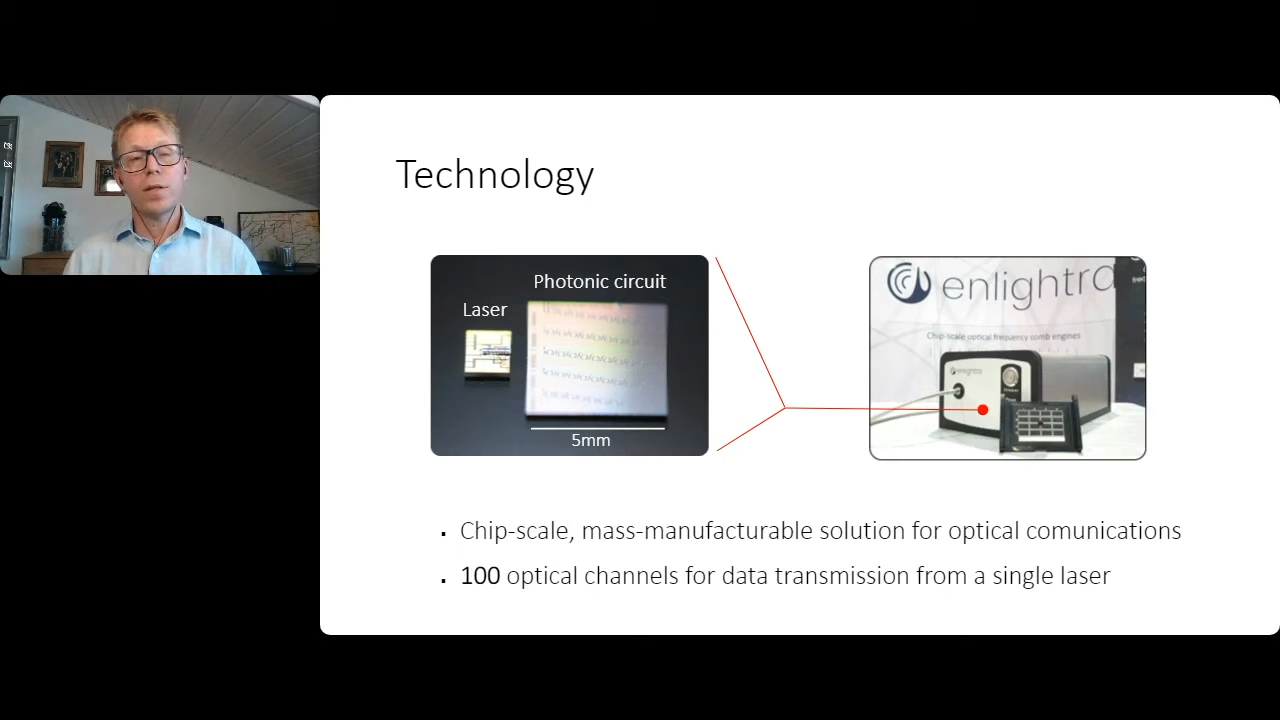 Technology
Photonic circuit
Laser
5mm
enlightra
Chip-scale optical frequency comb engines
enlightra
▪ Chip-scale, mass-manufacturable solution for optical comunications
▪ 100 optical channels for data transmission from a single laser